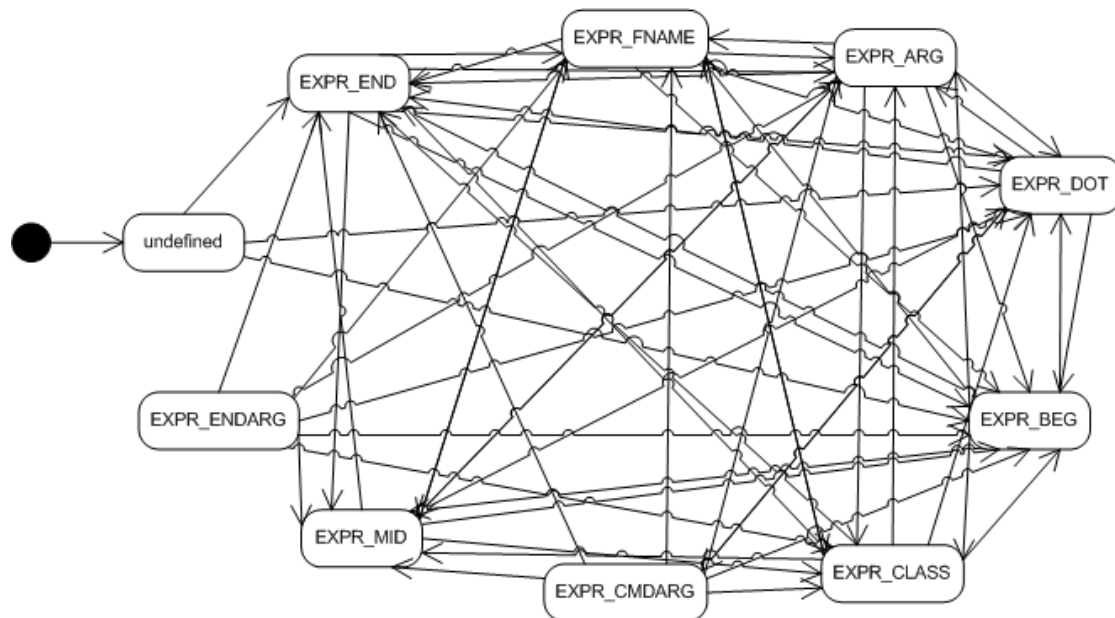 EXPR_FNAME
EXPR_ARG
EXPR_END
EXPR_DOT
undefined
EXPR_ENDARG
EXPR_BEG
EXPR_MID
EXPR_CLASS
EXPR_CMDARG